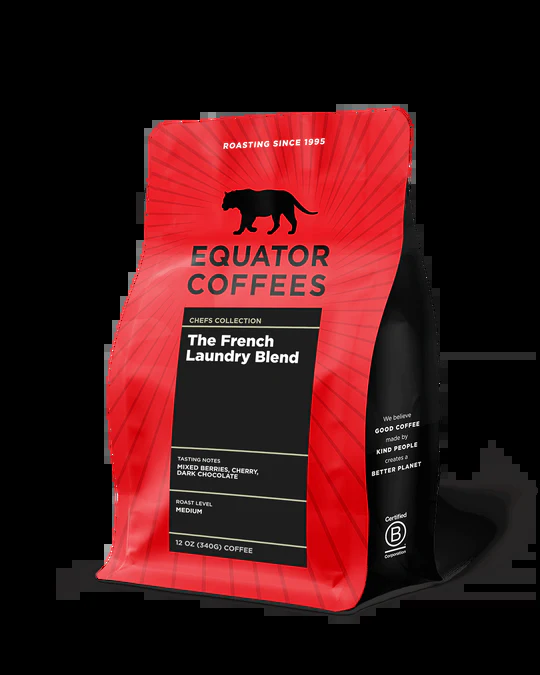 ROASTING SINCE 1995
EQUATOR
COFFEES
CHEFS COLLECTION
The French
Laundry Blend
TASTING NOTES
MIXED BERRIES, CHERRY,
DARK CHOCOLATE
ROAST LEVEL
MEDIUM
12 OZ (340G) COFFEE
We believe
GOOD COFFEE
made by
KIND PEOPLE
creates a
BETTER PLANET
Certified
B
Corporation